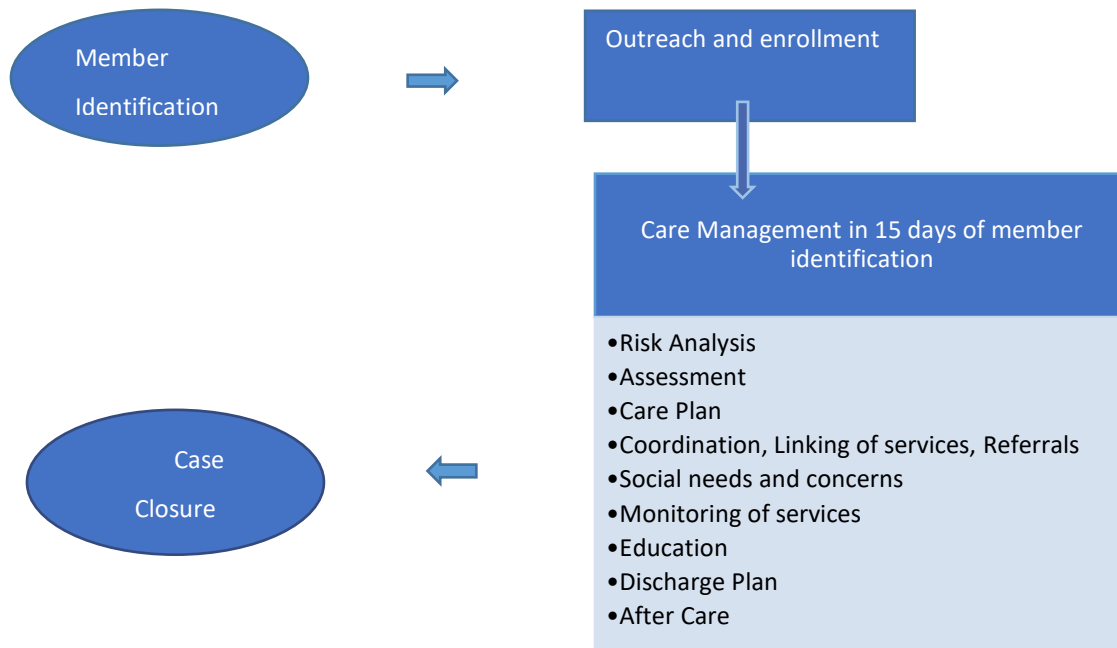 Member
Identification
Outreach and enrollment
Care Management in 15 days of member
identification
•Risk Analysis
•Assessment
•Care Plan
•Coordination, Linking of services, Referrals
•Social needs and concerns
•Monitoring of services
•Education
•Discharge Plan
•After Care
Case
Closure